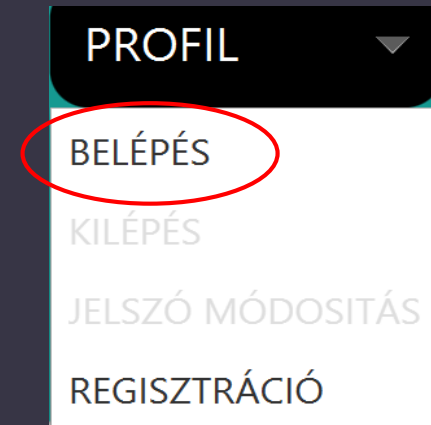 PROFIL
BELÉPÉS
KILÉPÉS
JELSZÓ MÓDOSITÁS
REGISZTRÁCIÓ